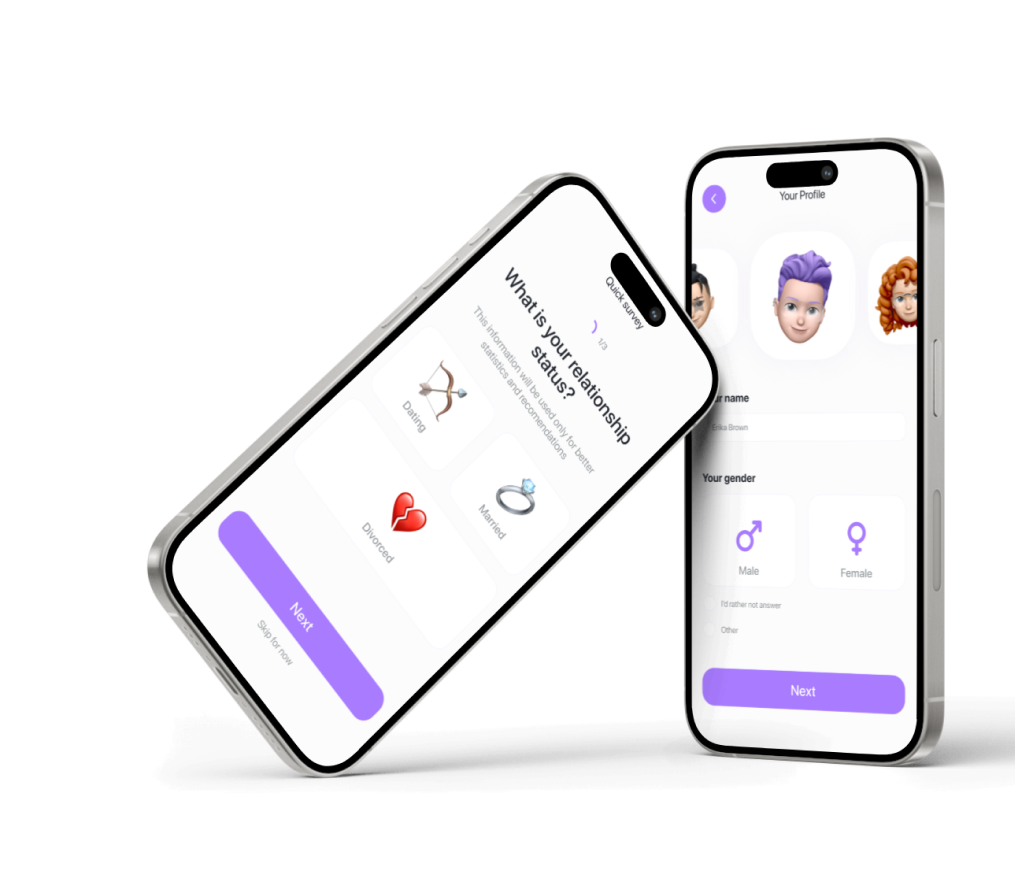 Quick survey
1/3
What is your relationship
status?
This information will be used only for better
statistics and recomendations
Dating
Married
Divorced
Next
Skip for now
Your Profile
r name
Erika Brown
Your gender
Male
Female
I'd rather not answer
Other
Next